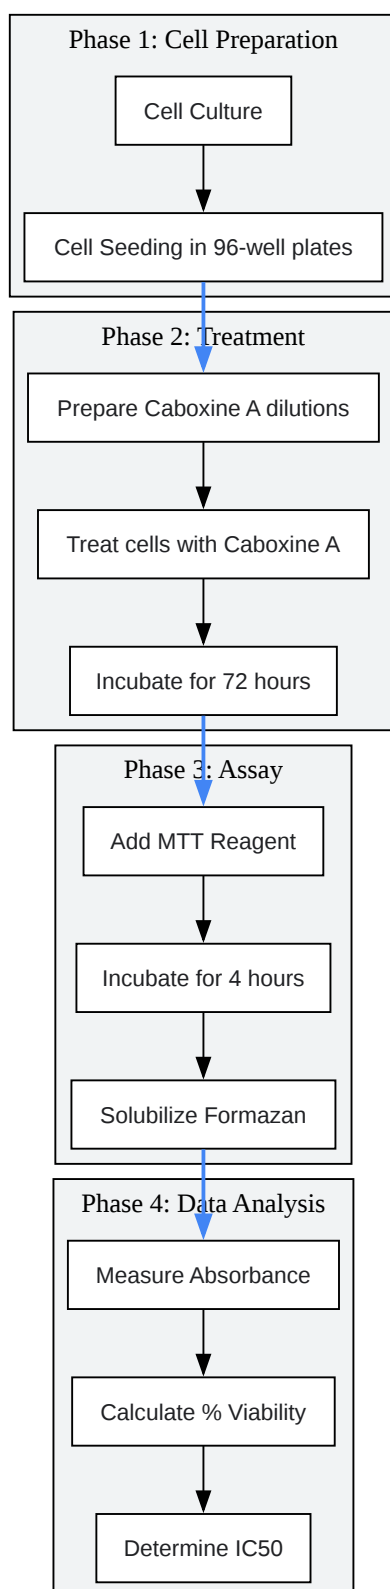 Phase 1: Cell Preparation
Cell Culture
Cell Seeding in 96-well plates
Phase 2: Treatment
Prepare Caboxine A dilutions
Treat cells with Caboxine A
Incubate for 72 hours
Phase 3: Assay
Add MTT Reagent
Incubate for 4 hours
Solubilize Formazan
Phase 4: Data Analysis
Measure Absorbance
Calculate % Viability
Determine IC50